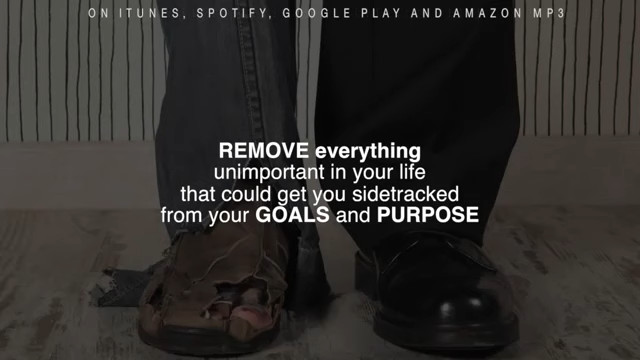 ON ITUNES, SPOTIFY, GOOGLE PLAY AND AMAZON MP3
REMOVE everything
unimportant in your life
that could get you sidetracked
from your GOALS and PURPOSE